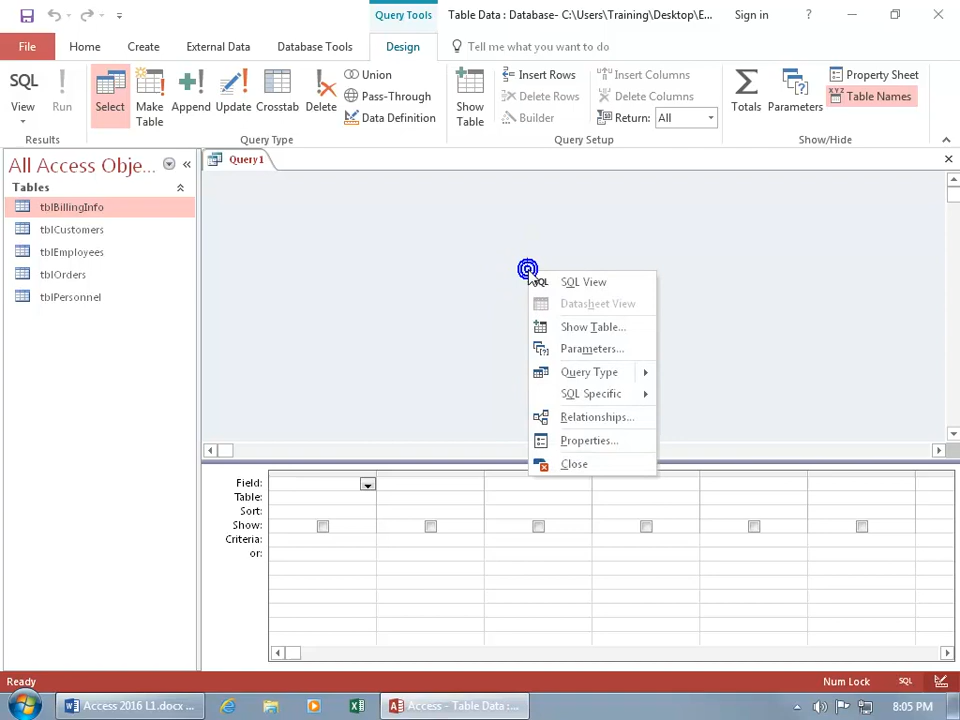 Query Tools
Table Data : Database- C:\Users\Training\Desktop\E...
Sign in
?
File
Home
Create
External Data
Database Tools
Design
Tell me what you want to do
SQL
View
Run
Results
Select
Make Table
Append
Update
Crosstab
Delete
Union
Pass-Through
Data Definition
Query Type
Show Table
Insert Rows
Delete Rows
Builder
Insert Columns
Delete Columns
Return: All
Query Setup
Totals
Parameters
Property Sheet
XYZ Table Names
Show/Hide
All Access Obje...
Tables
tblBillingInfo
tblCustomers
tblEmployees
tblOrders
tblPersonnel
Query1
SQL View
Datasheet View
Show Table...
Parameters...
Query Type
SQL Specific
Relationships...
Properties...
Close
Field:
Table:
Sort:
Show:
Criteria:
or:
Ready
Num Lock
SQL
Access 2016 L1.docx ...
Access - Table Data :...
8:05 PM